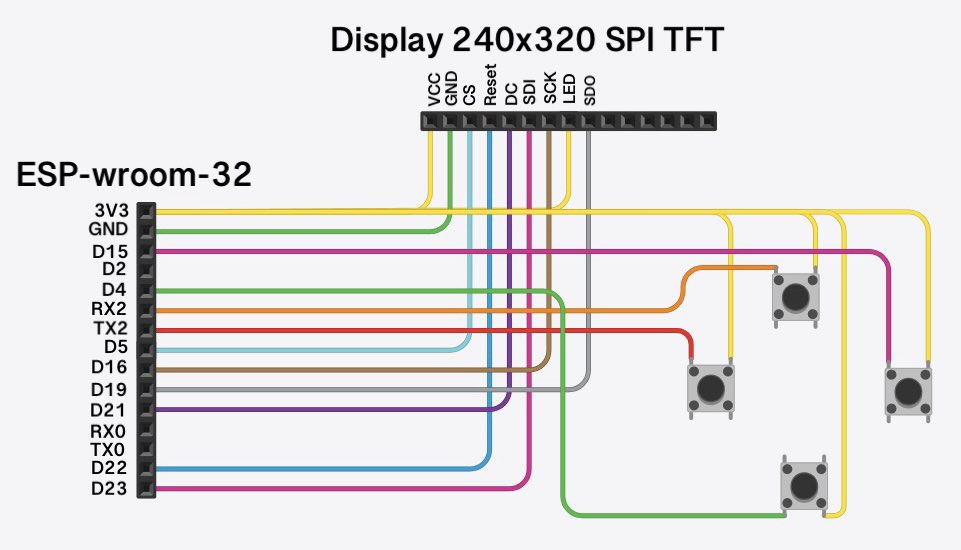 Display 240x320 SPI TFT
VCC
GND
CS
Reset
DC
SDI
SCK
LED
SDO
ESP-wroom-32
3V3
GND
D15
D2
D4
RX2
TX2
D5
D16
D19
D21
RX0
TX0
D22
D23